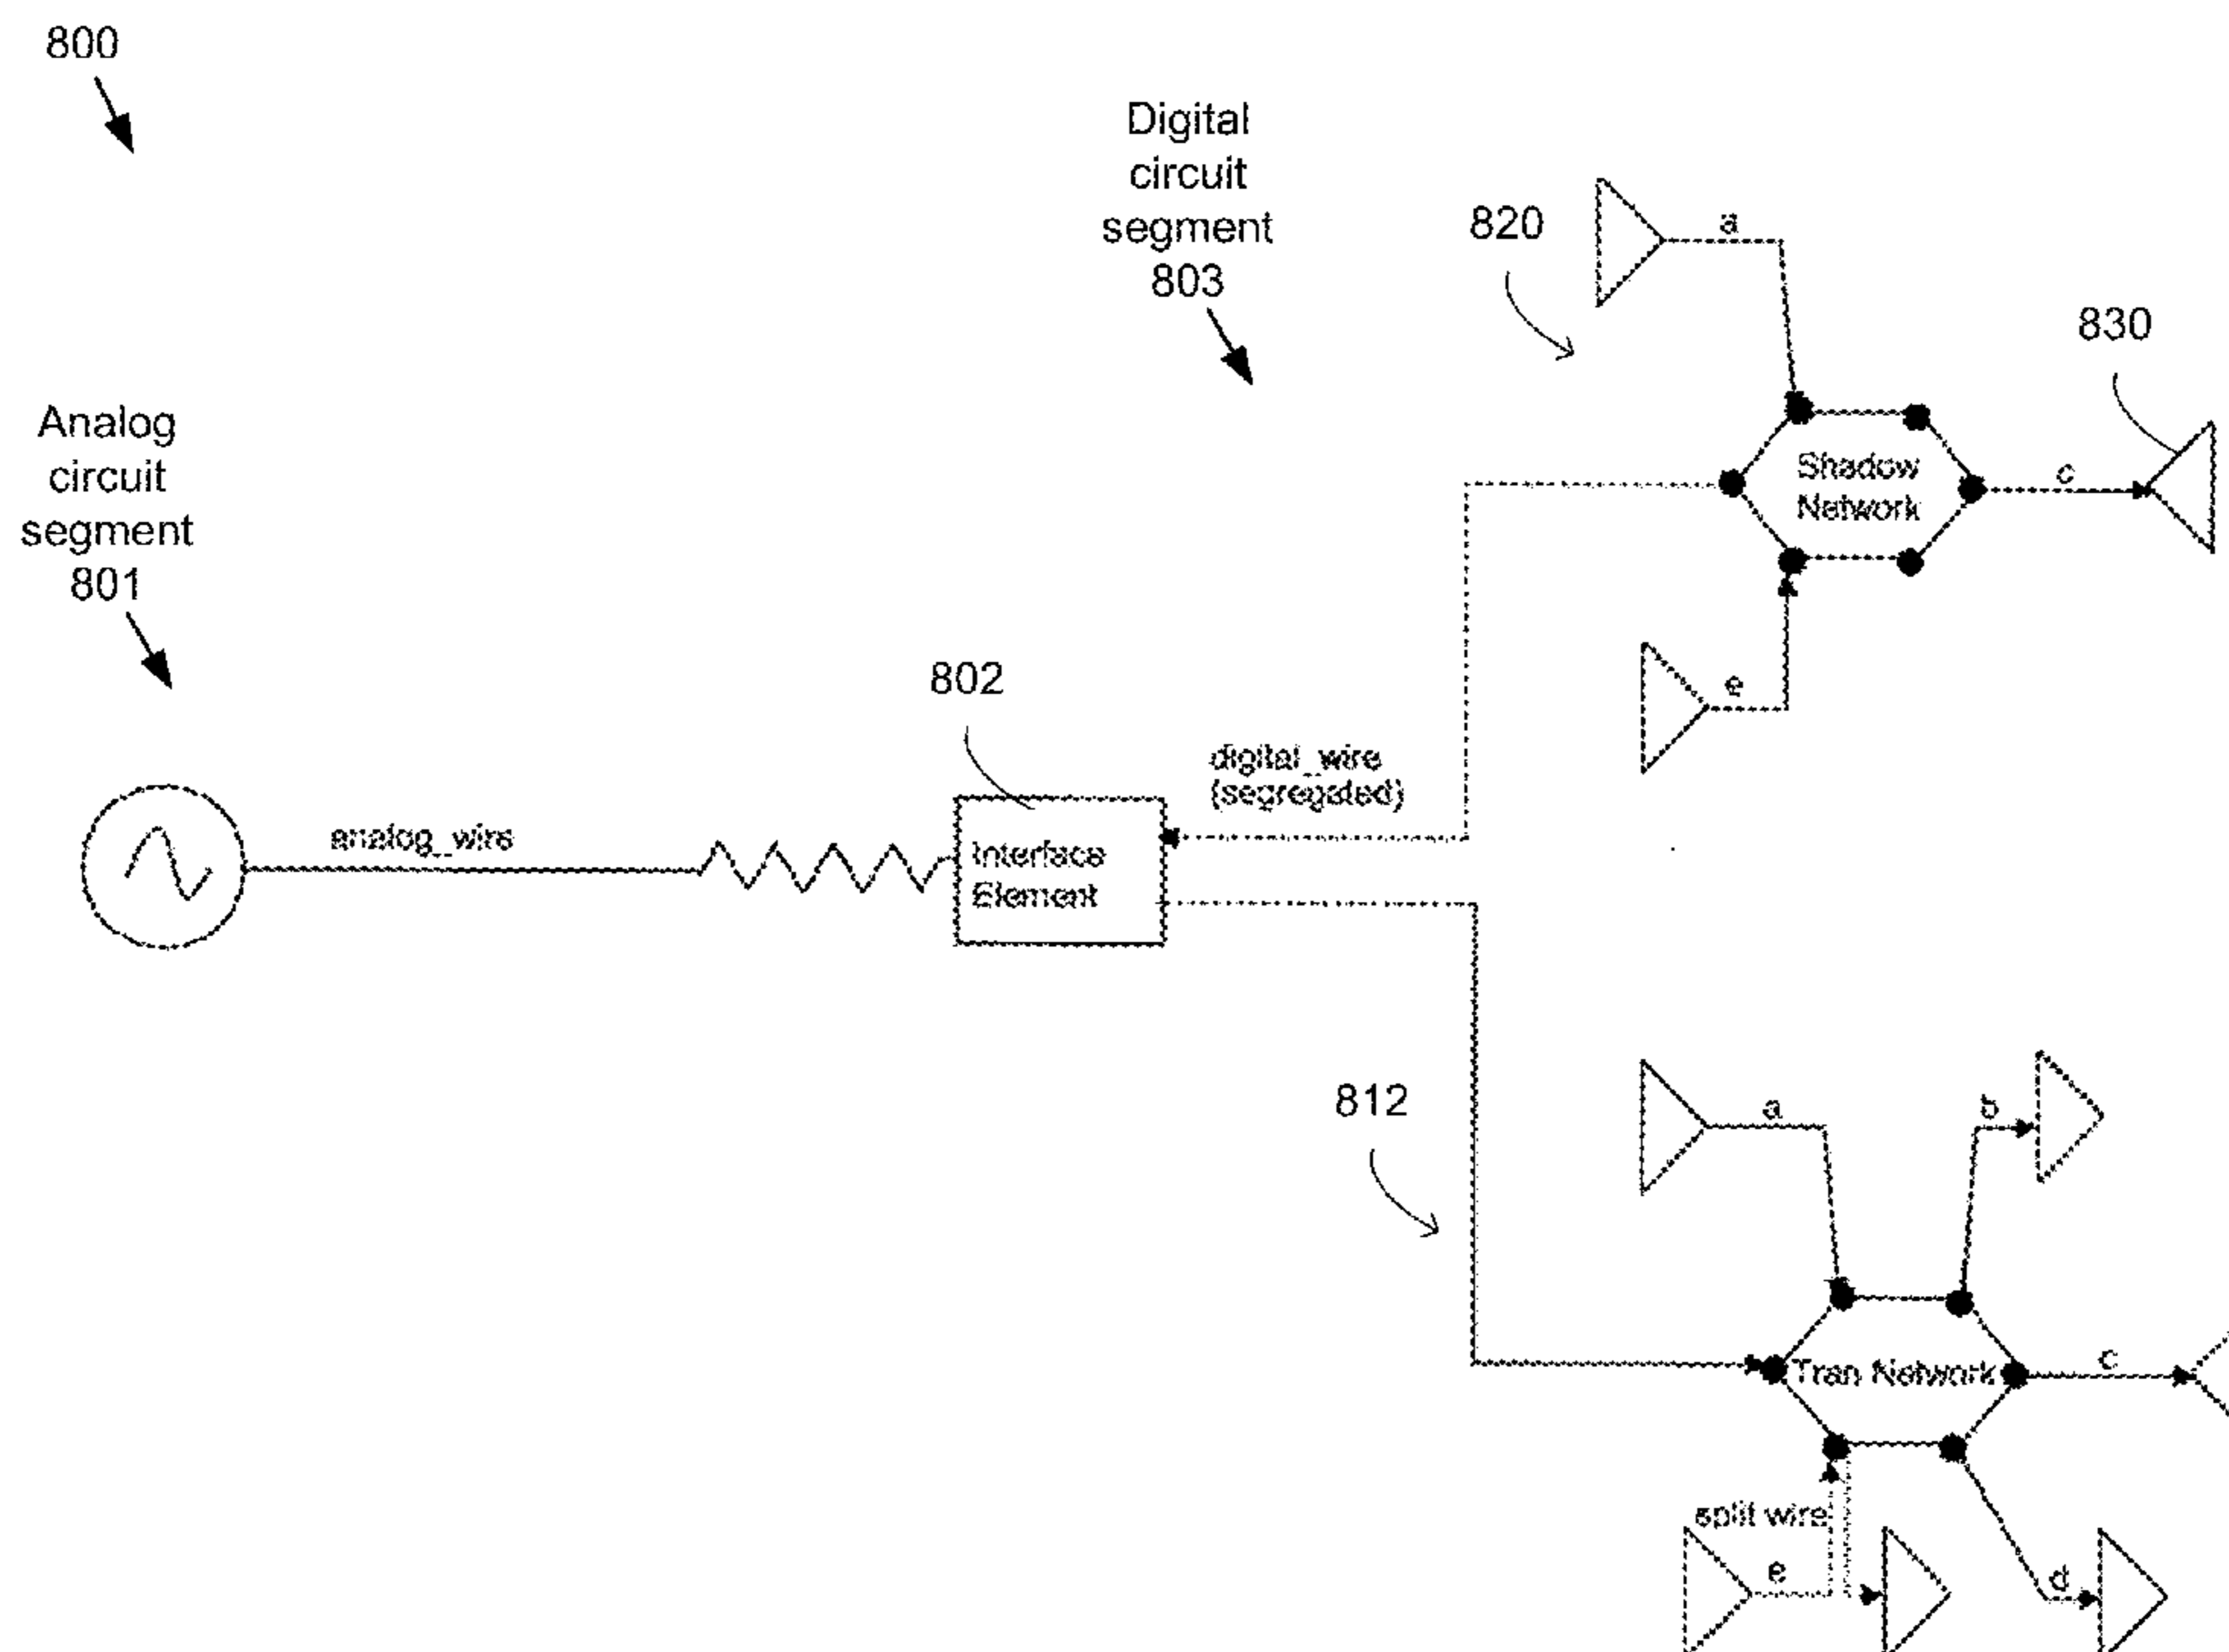 800
Digital
circuit
segment
803
820
a
830
Analog
circuit
segment
801
Shadow
Network
c
e
802
digital_wire
(segregated)
analog_wire
Interface
Element
812
a
b
Tran Network
c
split wire
e
d